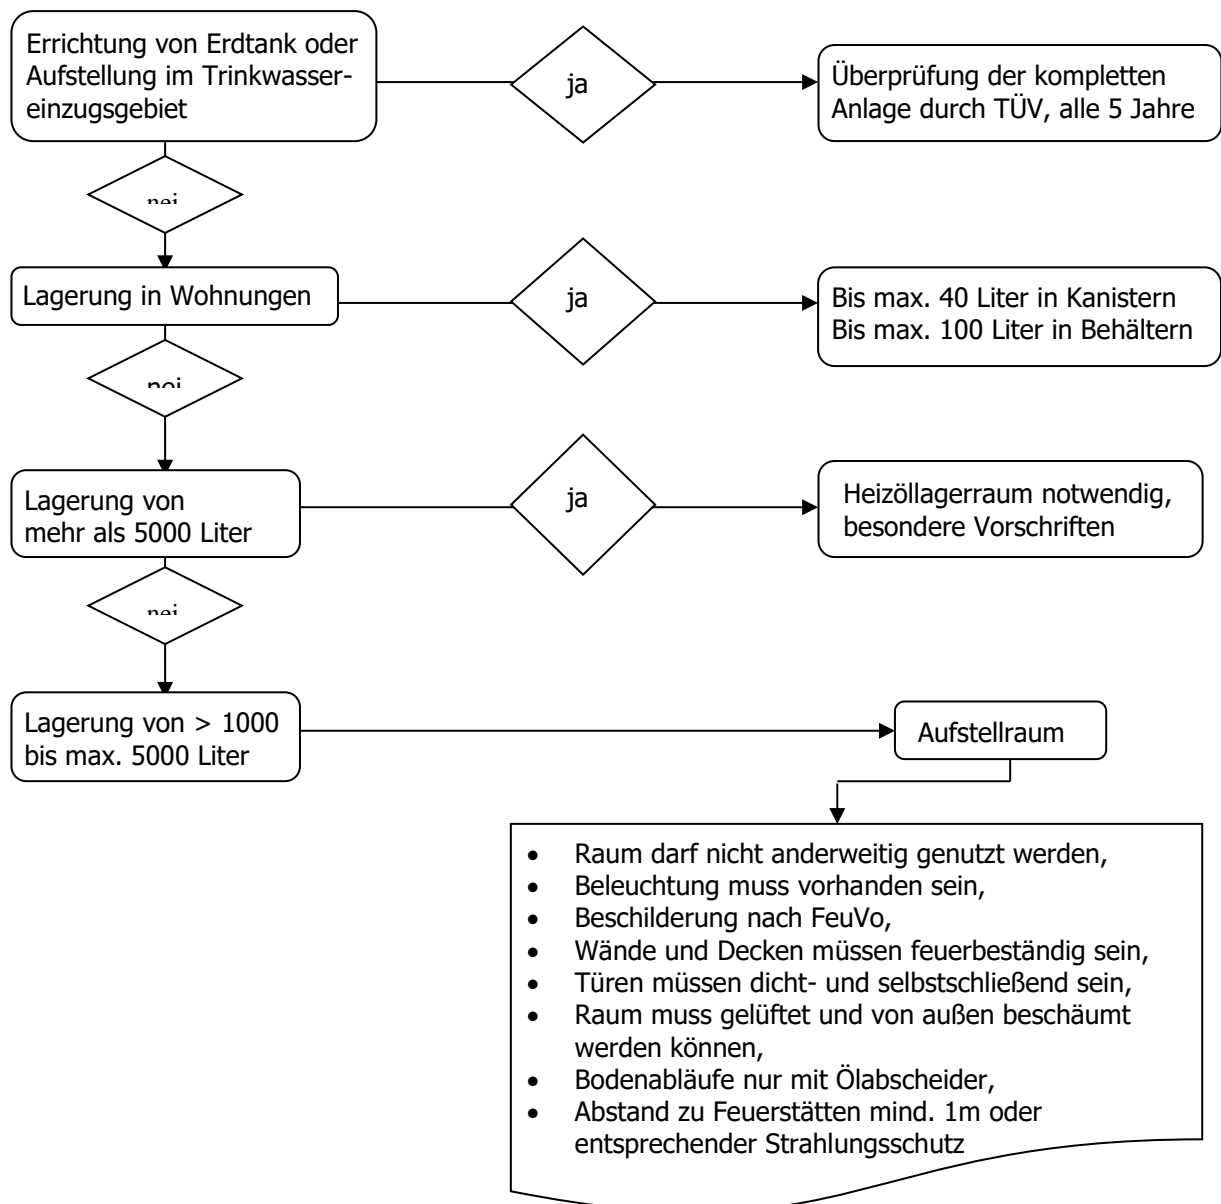 Errichtung von Erdtank oder
Aufstellung im Trinkwasser-
einzugsgebiet
ja
Überprüfung der kompletten
Anlage durch TÜV, alle 5 Jahre
nei
Lagerung in Wohnungen
ja
Bis max. 40 Liter in Kanistern
Bis max. 100 Liter in Behältern
nei
Lagerung von
mehr als 5000 Liter
ja
Heizöllagerraum notwendig,
besondere Vorschriften
nei
Lagerung von > 1000
bis max. 5000 Liter
Aufstellraum
• Raum darf nicht anderweitig genutzt werden,
• Beleuchtung muss vorhanden sein,
• Beschilderung nach FeuVo,
• Wände und Decken müssen feuerbeständig sein,
• Türen müssen dicht- und selbstschließend sein,
• Raum muss gelüftet und von außen beschäumt
werden können,
• Bodenabläufe nur mit Ölabscheider,
• Abstand zu Feuerstätten mind. 1m oder
entsprechender Strahlungsschutz